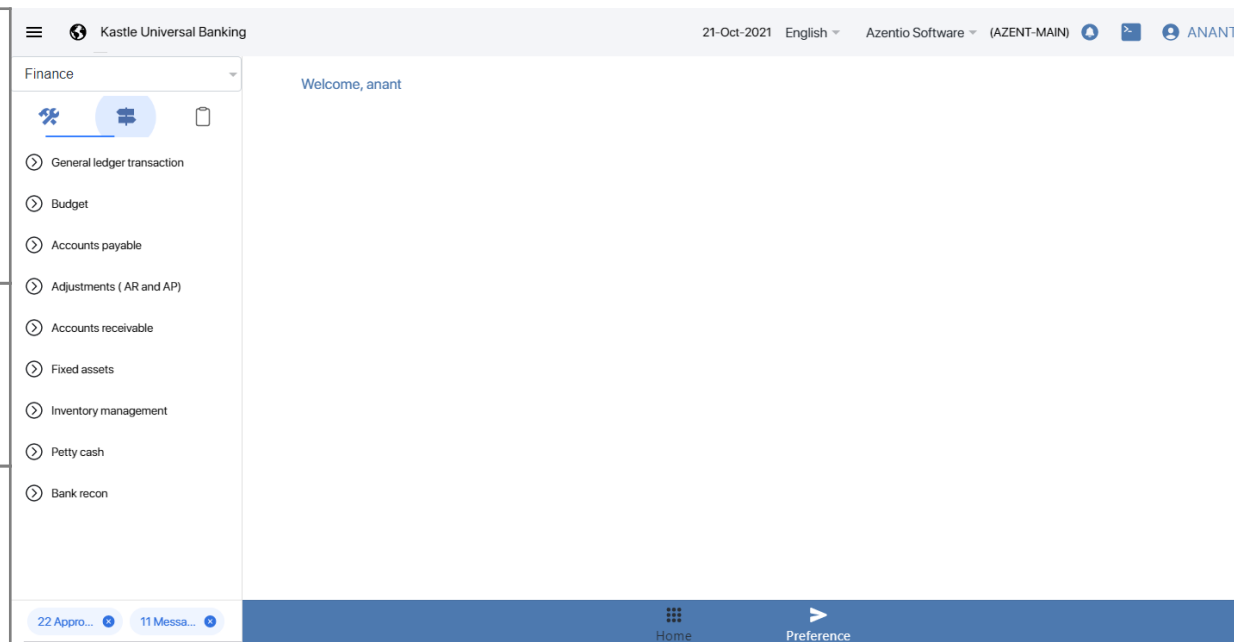 Kastle Universal Banking
21-Oct-2021 English Azentio Software (AZENT-MAIN) ANANT
Finance
Welcome, anant
General ledger transaction
Budget
Accounts payable
Adjustments ( AR and AP)
Accounts receivable
Fixed assets
Inventory management
Petty cash
Bank recon
22 Appro... 11 Messa...
Home Preference